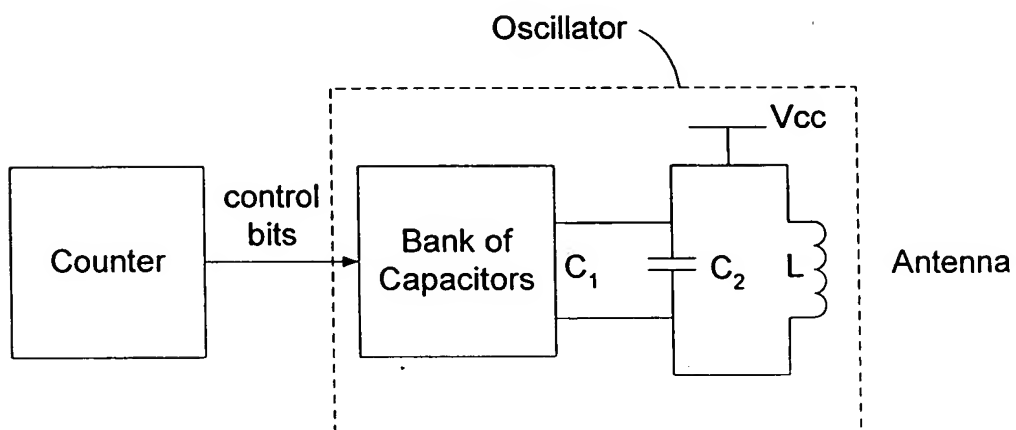 Oscillator
Vcc
control
bits
Counter
Bank of
Capacitors
C₁
C₂
L
Antenna